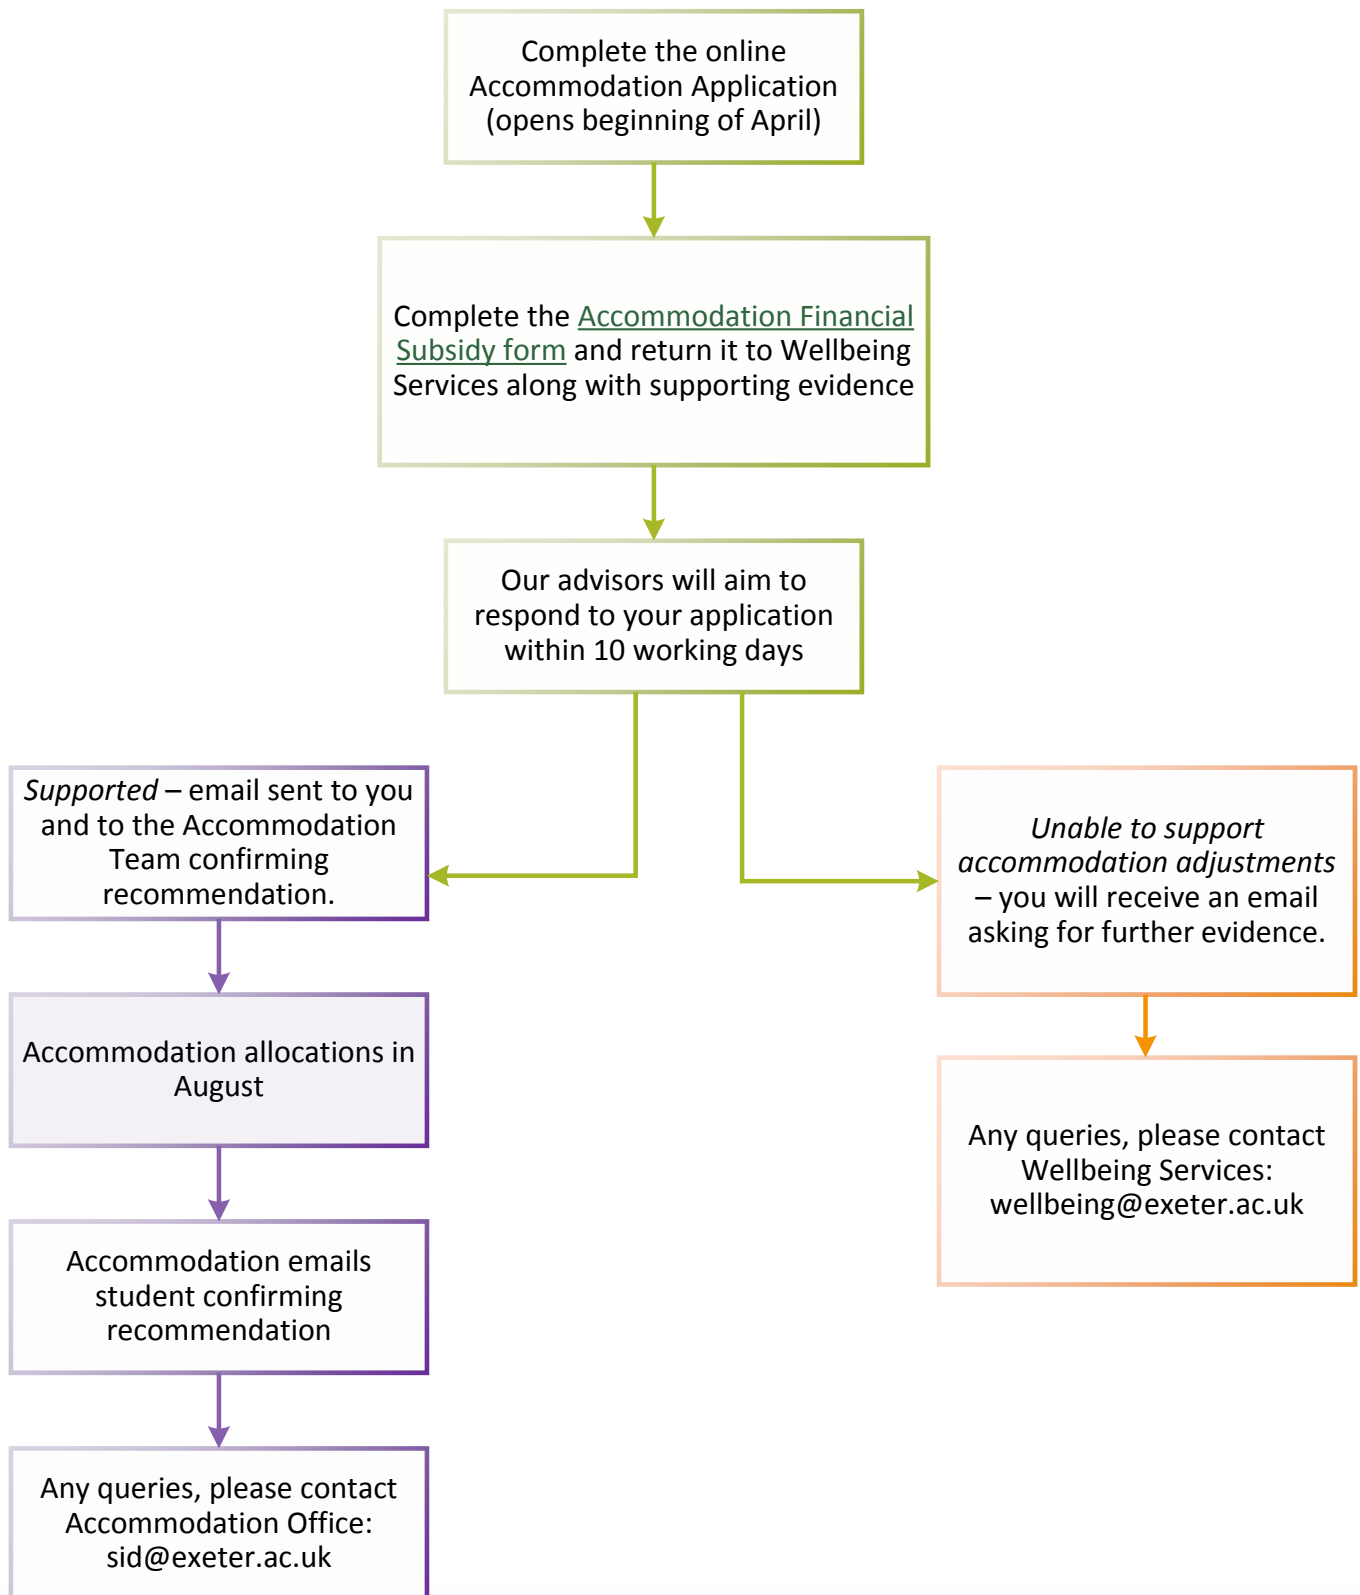 Complete the online
Accommodation Application
(opens beginning of April)
Complete the Accommodation Financial
Subsidy form and return it to Wellbeing
Services along with supporting evidence
Our advisors will aim to
respond to your application
within 10 working days
Supported – email sent to you
and to the Accommodation
Team confirming
recommendation.
Accommodation allocations in
August
Accommodation emails
student confirming
recommendation
Any queries, please contact
Accommodation Office:
sid@exeter.ac.uk
Unable to support
accommodation adjustments
– you will receive an email
asking for further evidence.
Any queries, please contact
Wellbeing Services:
wellbeing@exeter.ac.uk